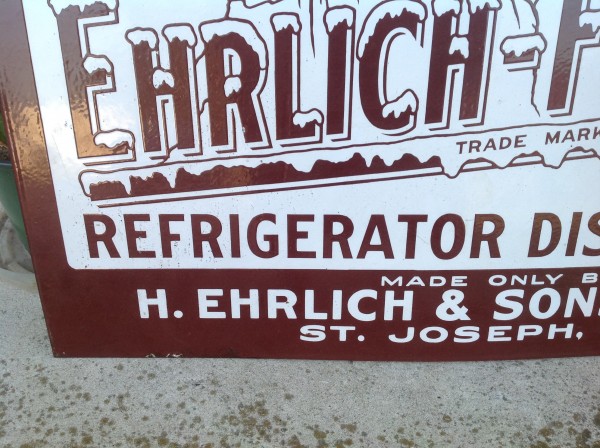 EHRLICH-
TRADE MARK
REFRIGERATOR DIS
MADE ONLY B
H. EHRLICH & SON
ST. JOSEPH,